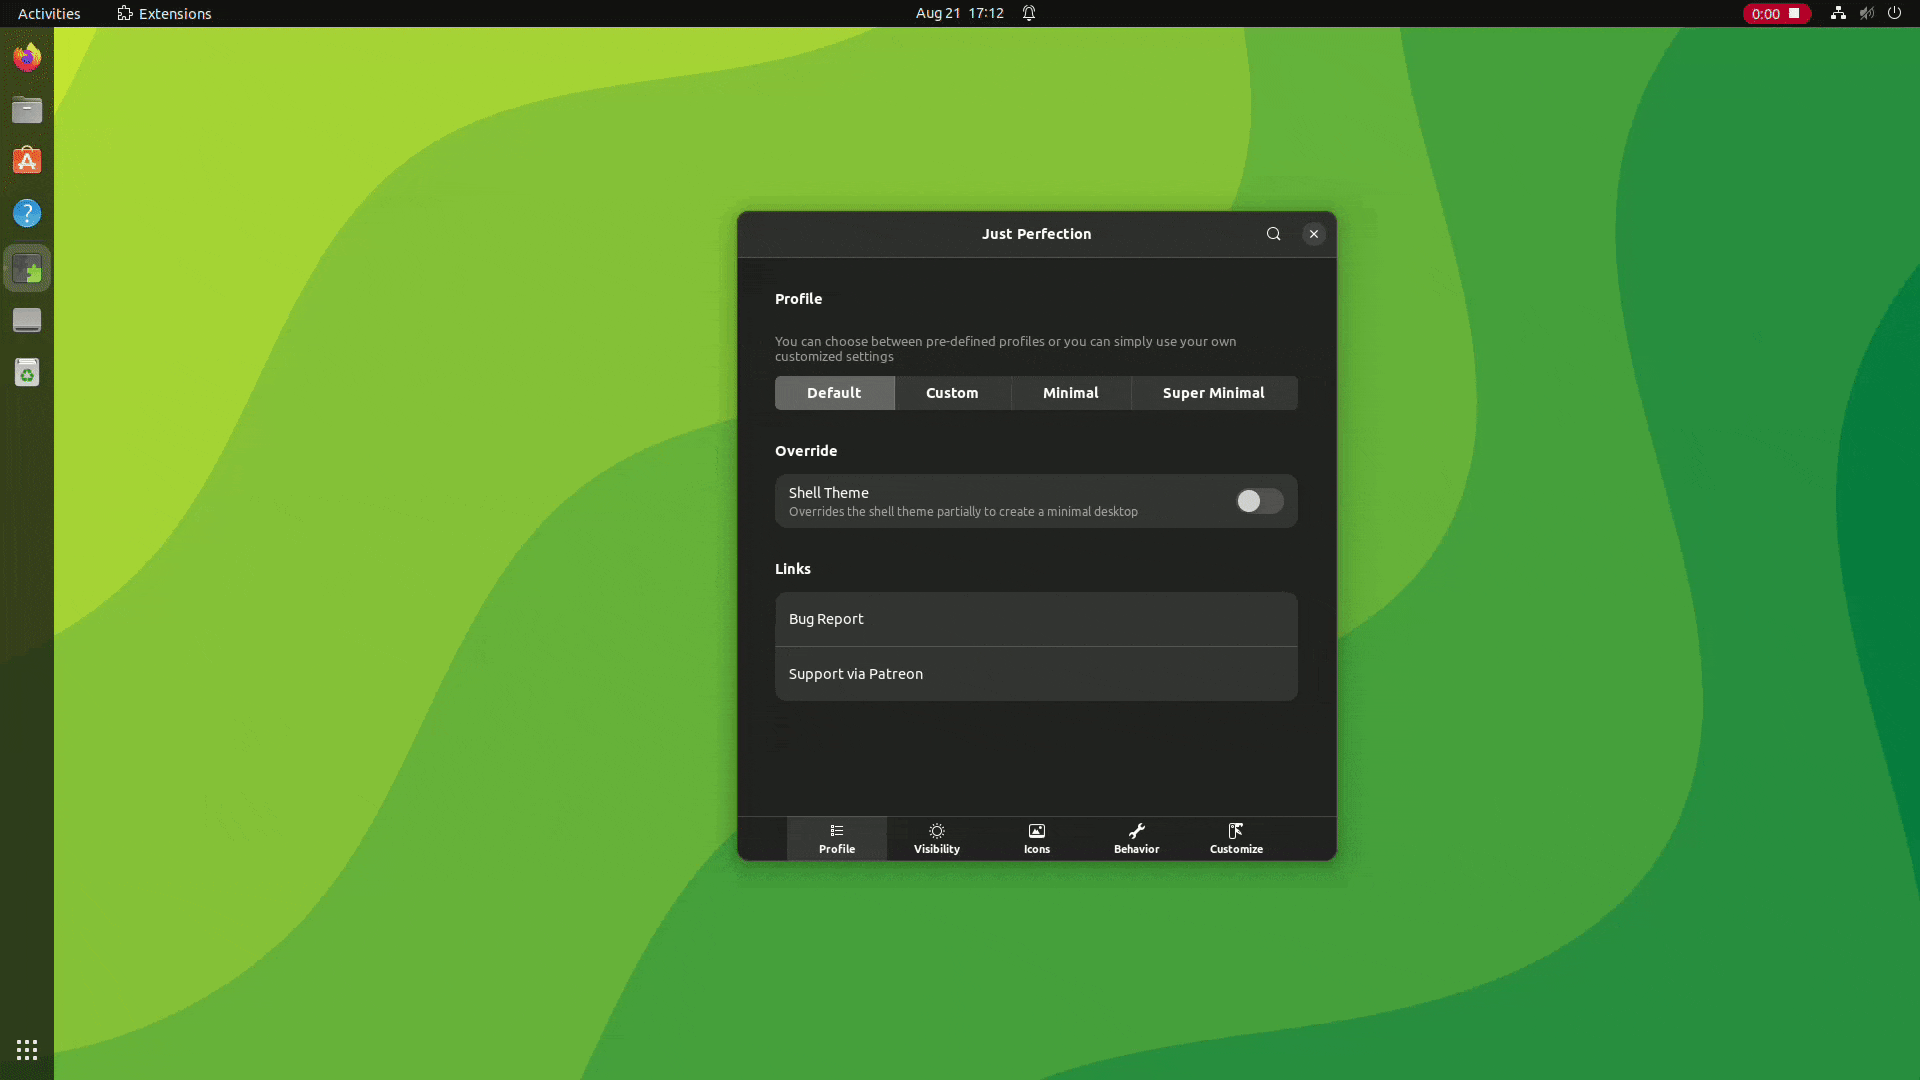 Activities
Extensions
Aug 21 17:12
0:00
Just Perfection
Profile
You can choose between pre-defined profiles or you can simply use your own
customized settings
Default
Custom
Minimal
Super Minimal
Override
Shell Theme
Overrides the shell theme partially to create a minimal desktop
Links
Bug Report
Support via Patreon
Profile
Visibility
Icons
Behavior
Customize